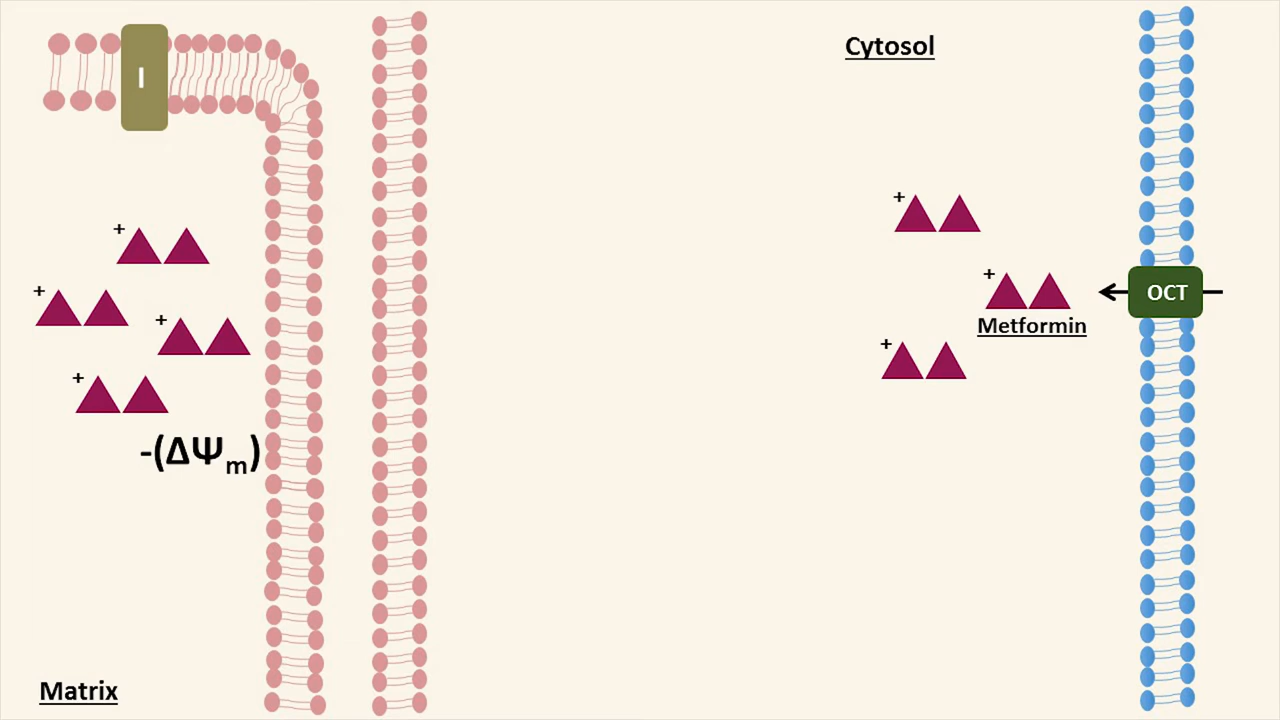 I
Cytosol
+
+
+
+
OCT
+
Metformin
+
+
-(ΔΨm)
Matrix